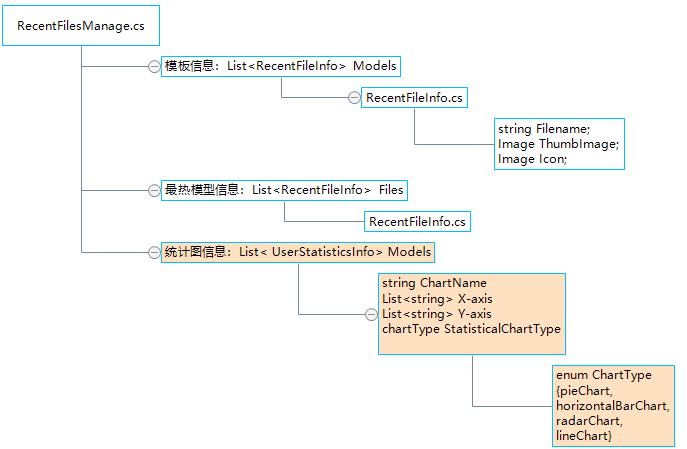 RecentFilesManage.cs
模板信息：List<RecentFileInfo> Models
RecentFileInfo.cs
string Filename;
Image ThumbImage;
Image Icon;
最热模型信息：List<RecentFileInfo> Files
RecentFileInfo.cs
统计图信息：List< UserStatisticsInfo> Models
string ChartName
List<string> X-axis
List<string> Y-axis
chartType StatisticalChartType
enum ChartType
{pieChart,
horizontalBarChart,
radarChart,
lineChart}